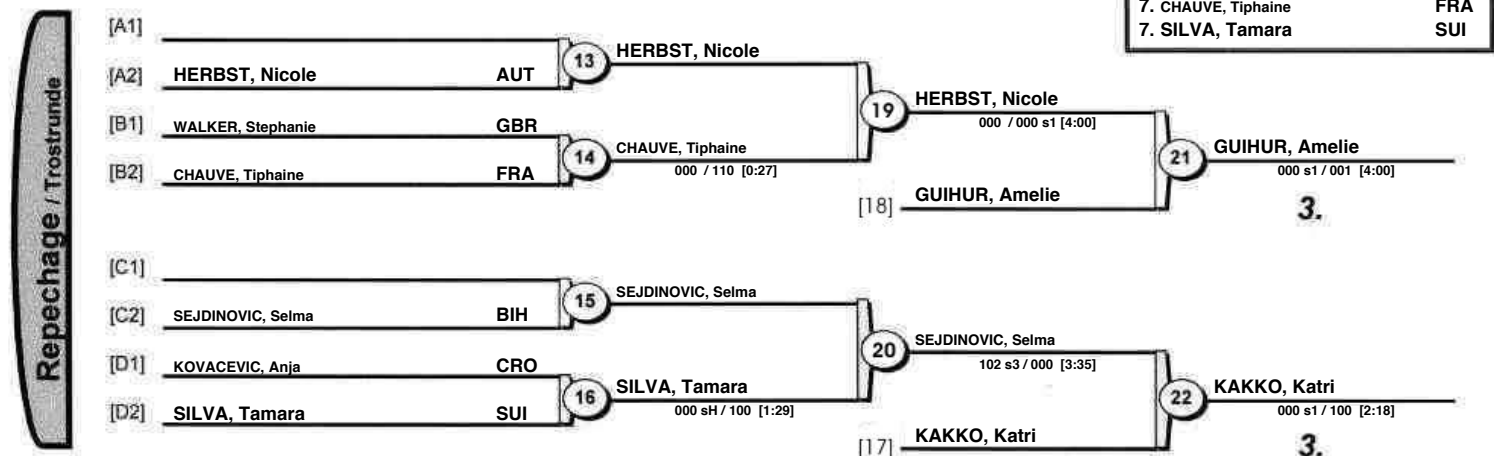 7. CHAUVE, Tiphaine FRA
7. SILVA, Tamara SUI
Repechage / Trostrunde
[A1]
[A2] HERBST, Nicole AUT
13 HERBST, Nicole
[B1] WALKER, Stephanie GBR
[B2] CHAUVE, Tiphaine FRA
14 CHAUVE, Tiphaine
000 / 110 [0:27]
19 HERBST, Nicole
000 / 000 s1 [4:00]
[18] GUIHUR, Amelie
21 GUIHUR, Amelie
000 s1 / 001 [4:00]
3.
[C1]
[C2] SEJDINOVIC, Selma BIH
15 SEJDINOVIC, Selma
[D1] KOVACEVIC, Anja CRO
[D2] SILVA, Tamara SUI
16 SILVA, Tamara
000 sH / 100 [1:29]
20 SEJDINOVIC, Selma
102 s3 / 000 [3:35]
[17] KAKKO, Katri
22 KAKKO, Katri
000 s1 / 100 [2:18]
3.